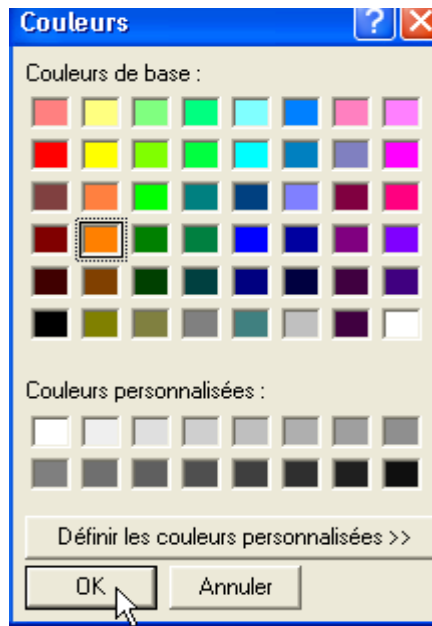 Couleurs
?
Couleurs de base :
Couleurs personnalisées :
Définir les couleurs personnalisées >>
OK
Annuler